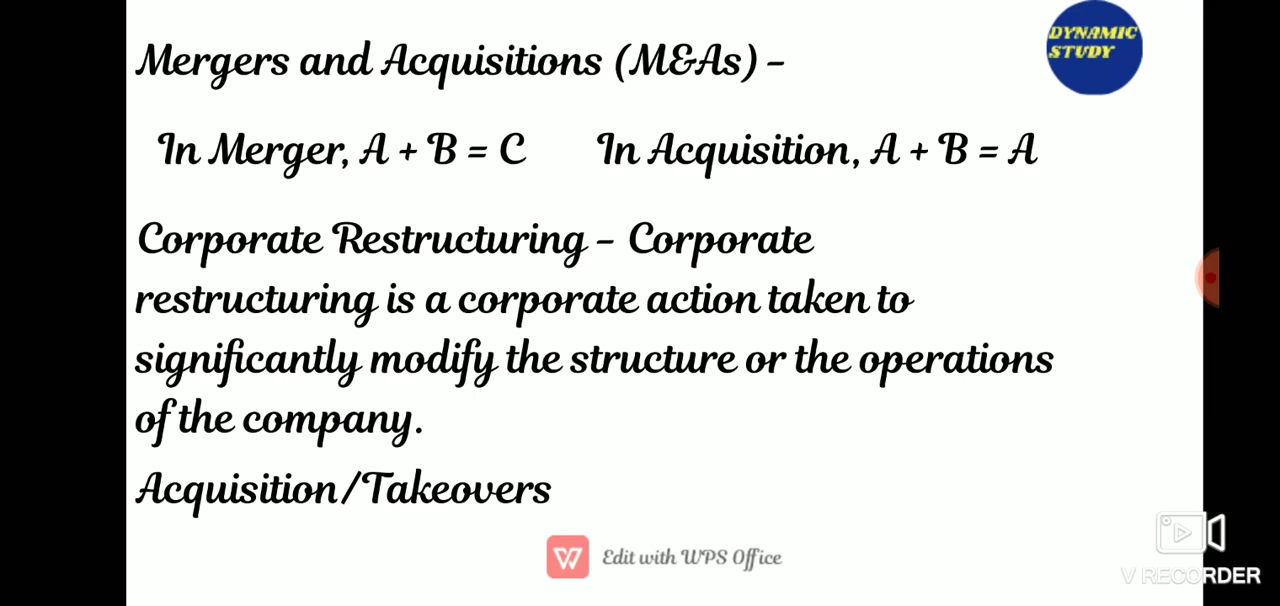 DYNAMIC
STUDY
Mergers and Acquisitions (M&As) -
In Merger, A + B = C In Acquisition, A + B = A
Corporate Restructuring - Corporate
restructuring is a corporate action taken to
significantly modify the structure or the operations
of the company.
Acquisition/Takeovers
Edit with WPS Office
V RECORDER